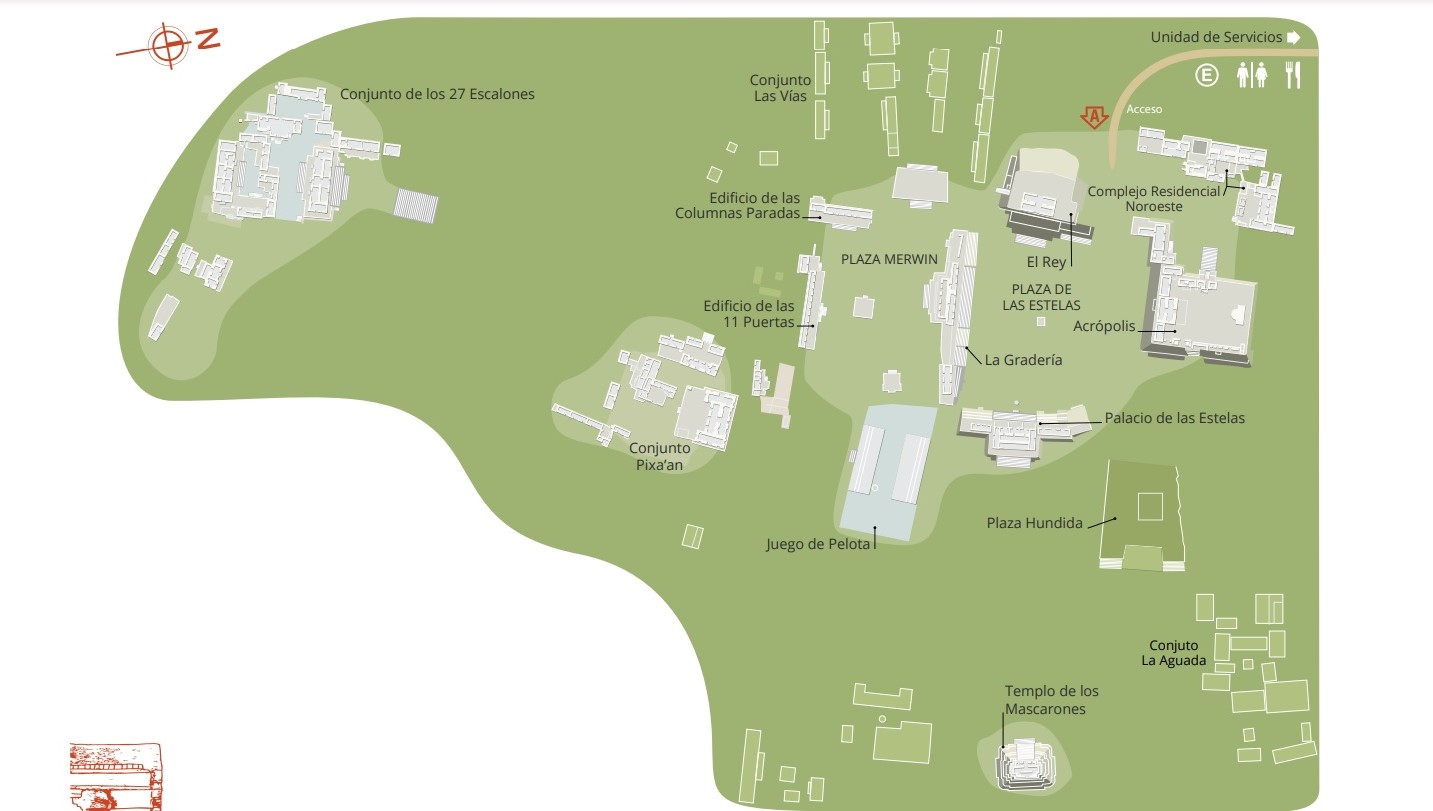 N
Unidad de Servicios
E
A
Acceso
Conjunto de los 27 Escalones
Conjunto
Las Vías
Complejo Residencial
Noroeste
Edificio de las
Columnas Paradas
PLAZA MERWIN
El Rey
PLAZA DE
LAS ESTELAS
Edificio de las
11 Puertas
Acrópolis
La Gradería
Palacio de las Estelas
Conjunto
Pixa’an
Plaza Hundida
Juego de Pelota
Conjuto
La Aguada
Templo de los
Mascarones